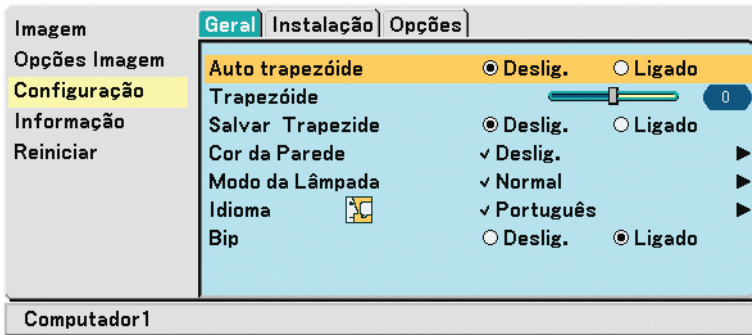 Imagem
Opções Imagem
Configuração
Informação
Reiniciar
Geral Instalação Opções
Auto trapezóide Deslig. Ligado
Trapezóide 0
Salvar Trapezide Deslig. Ligado
Cor da Parede Deslig.
Modo da Lâmpada Normal
Idioma Português
Bip Deslig. Ligado
Computador1